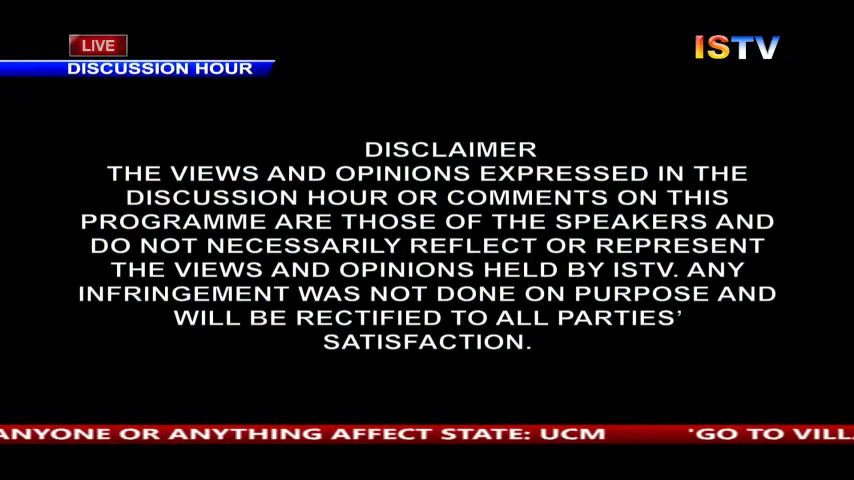 LIVE
ISTV
DISCUSSION HOUR
DISCLAIMER
THE VIEWS AND OPINIONS EXPRESSED IN THE
DISCUSSION HOUR OR COMMENTS ON THIS
PROGRAMME ARE THOSE OF THE SPEAKERS AND
DO NOT NECESSARILY REFLECT OR REPRESENT
THE VIEWS AND OPINIONS HELD BY ISTV. ANY
INFRINGEMENT WAS NOT DONE ON PURPOSE AND
WILL BE RECTIFIED TO ALL PARTIES’
SATISFACTION.
ANYONE OR ANYTHING AFFECT STATE: UCM 'GO TO VILL